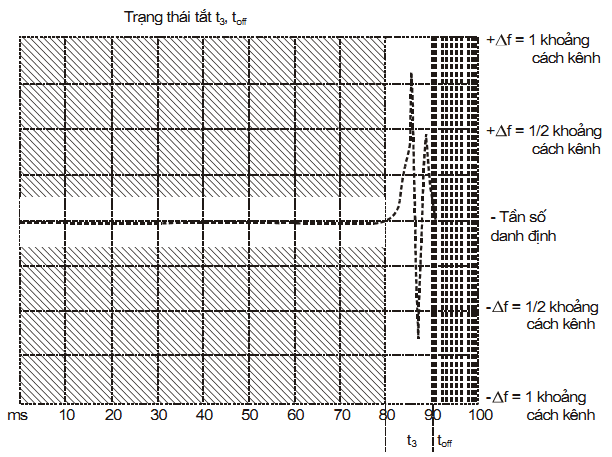 Trạng thái tắt t3, toff
+Δf = 1 khoảng
cách kênh
+Δf = 1/2 khoảng
cách kênh
- Tần số
danh định
-Δf = 1/2 khoảng
cách kênh
-Δf = 1 khoảng
cách kênh
ms 10 20 30 40 50 60 70 80 90 100
t3 toff